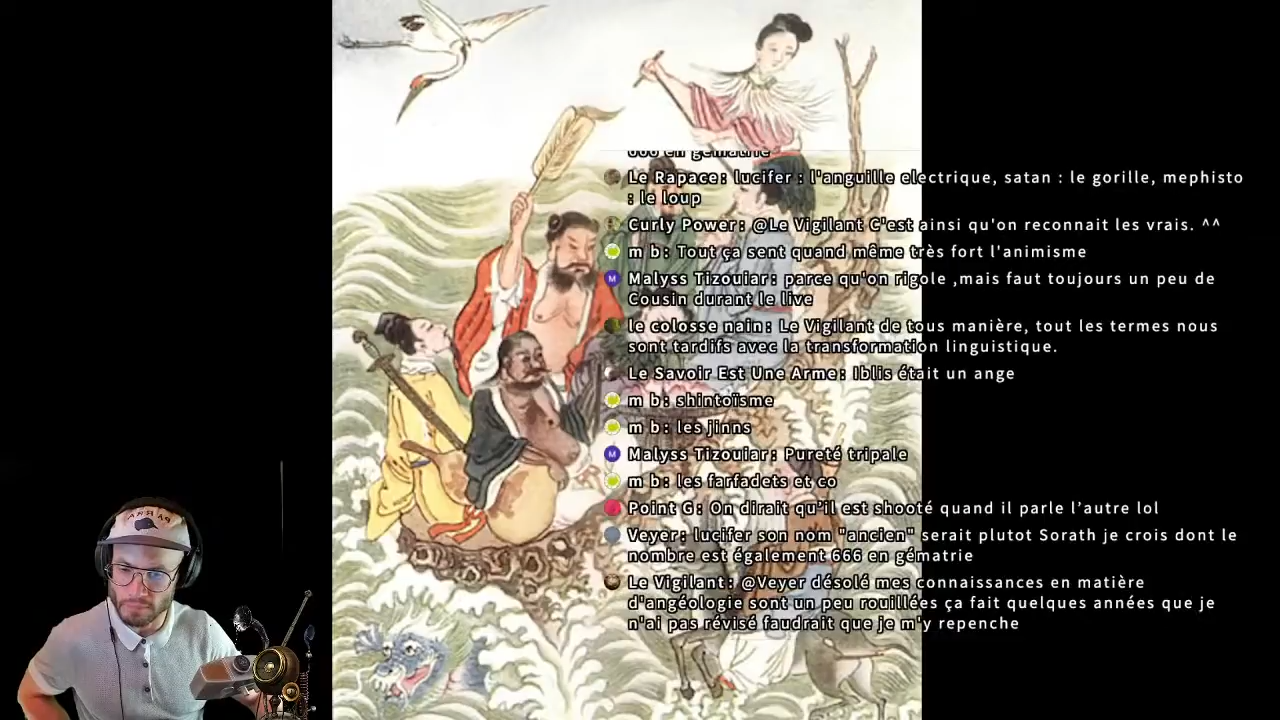 666 en gématrie
Le Rapace: lucifer : l'anguille electrique, satan : le gorille, mephisto
: le loup
Curly Power: @Le Vigilant C'est ainsi qu'on reconnait les vrais. ^^
m b: Tout ça sent quand même très fort l'animisme
M Malyss Tizouiar: parce qu'on rigole ,mais faut toujours un peu de
Cousin durant le live
le colosse nain: Le Vigilant de tous manière, tout les termes nous
sont tardifs avec la transformation linguistique.
Le Savoir Est Une Arme: Iblis était un ange
m b: shintoïsme
m b: les jinns
M Malyss Tizouiar: Pureté tripale
m b: les farfadets et co
Point G: On dirait qu'il est shooté quand il parle l'autre lol
Veyer: lucifer son nom "ancien" serait plutot Sorath je crois dont le
nombre est également 666 en gématrie
Le Vigilant: @Veyer désolé mes connaissances en matière
d'angéologie sont un peu rouillées ça fait quelques années que je
n'ai pas révisé faudrait que je m'y repenche